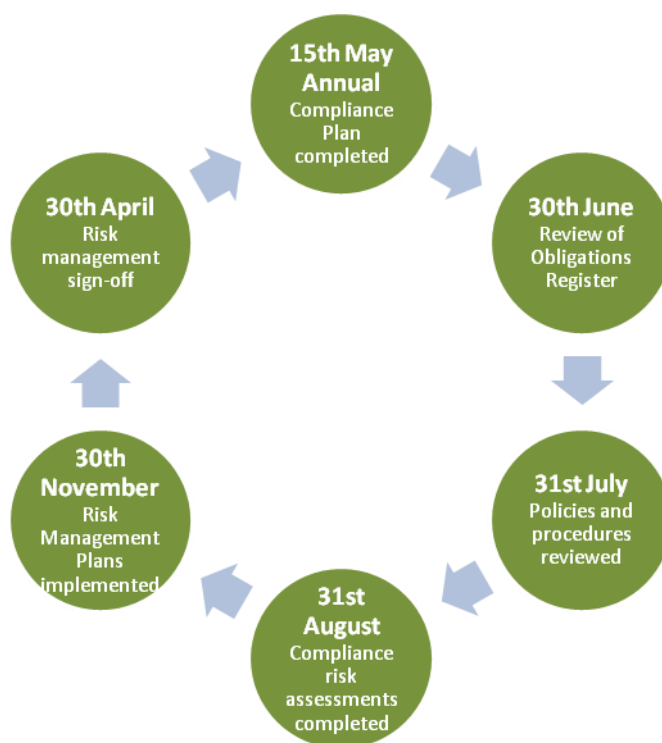 15th May
Annual
Compliance
Plan
completed
30th June
Review of
Obligations
Register
31st July
Policies and
procedures
reviewed
31st
August
Compliance
risk
assessments
completed
30th
November
Risk
Management
Plans
implemented
30th April
Risk
management
sign-off